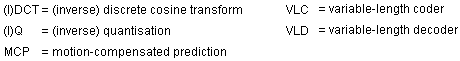 (I)DCT = (inverse) discrete cosine transform
(I)Q = (inverse) quantisation
MCP = motion-compensated prediction
VLC = variable-length coder
VLD = variable-length decoder